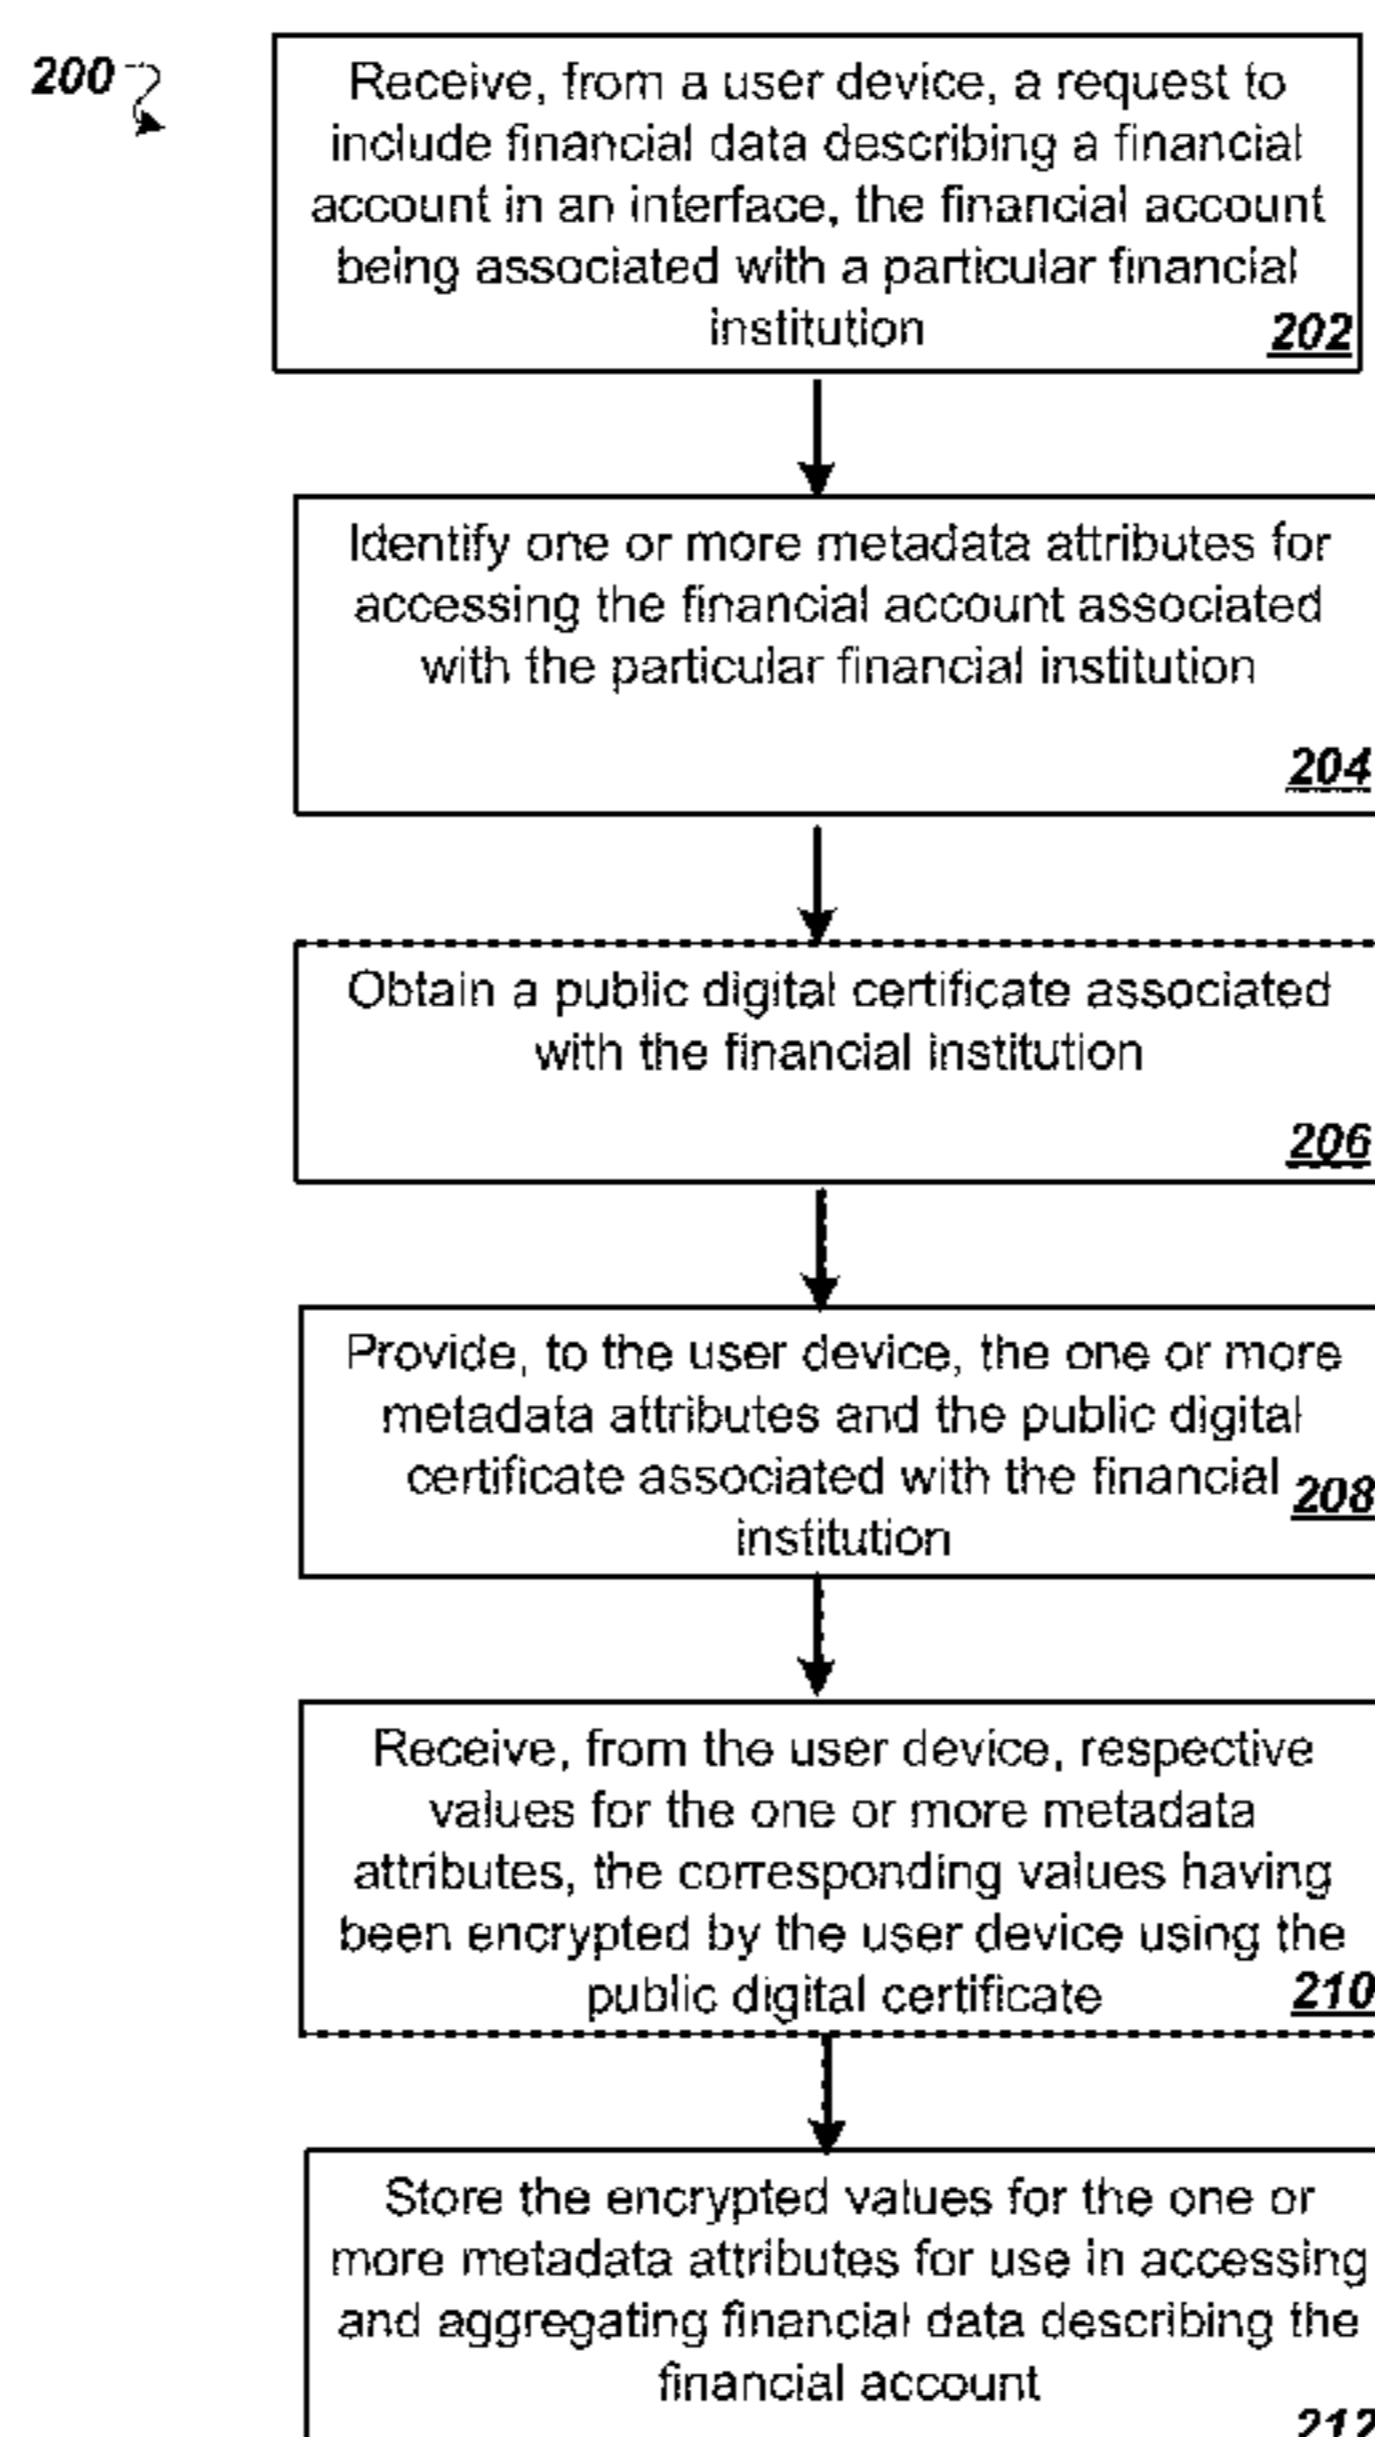 200
Receive, from a user device, a request to
include financial data describing a financial
account in an interface, the financial account
being associated with a particular financial
institution
202
Identify one or more metadata attributes for
accessing the financial account associated
with the particular financial institution
204
Obtain a public digital certificate associated
with the financial institution
206
Provide, to the user device, the one or more
metadata attributes and the public digital
certificate associated with the financial
208
institution
Receive, from the user device, respective
values for the one or more metadata
attributes, the corresponding values having
been encrypted by the user device using the
public digital certificate
210
Store the encrypted values for the one or
more metadata attributes for use in accessing
and aggregating financial data describing the
financial account
212